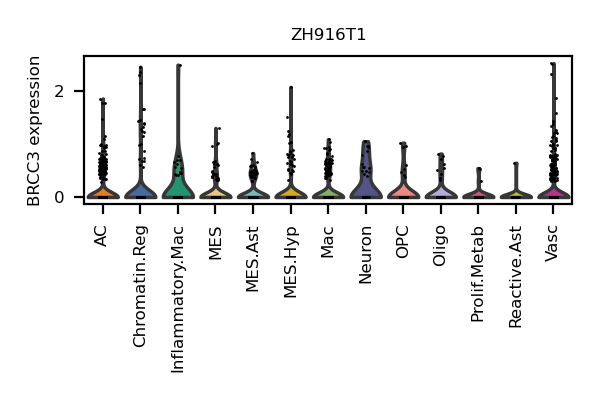 ZH916T1
BRCC3 expression
2
0
AC
Chromatin.Reg
Inflammatory.Mac
MES
MES.Ast
MES.Hyp
Mac
Neuron
OPC
Oligo
Prolif.Metab
Reactive.Ast
Vasc